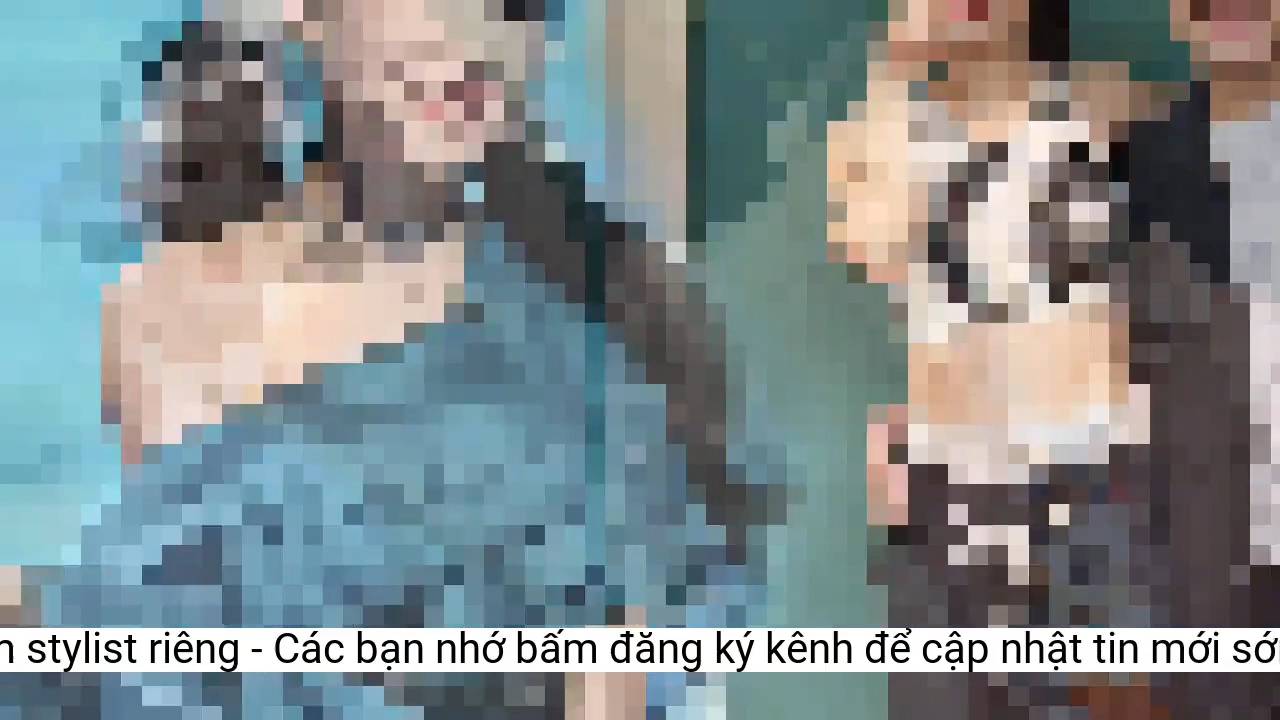 stylist riêng - Các bạn nhớ bấm đăng ký kênh để cập nhật tin mới